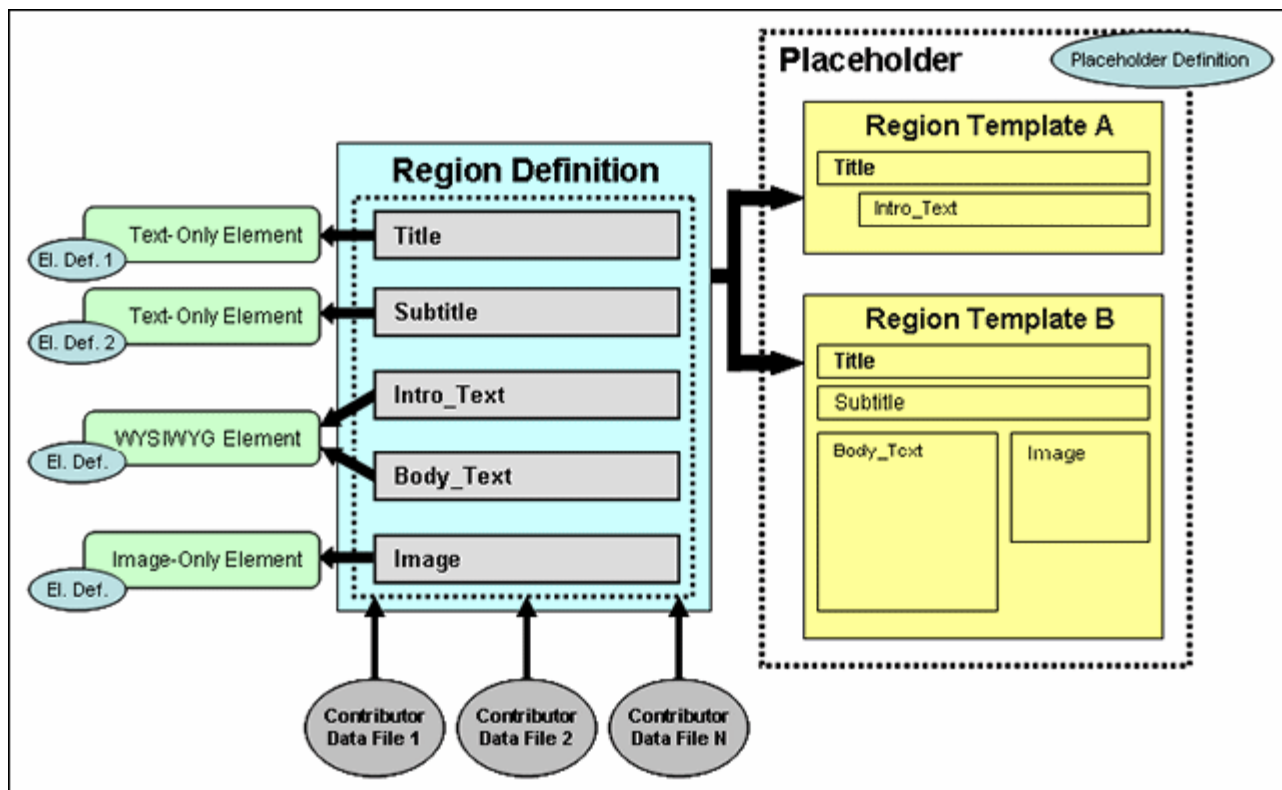 Placeholder
Placeholder Definition
Region Template A
Title
Intro_Text
Region Definition
Title
Text-Only Element
El. Def. 1
Subtitle
Text-Only Element
El. Def. 2
Intro_Text
WYSIWYG Element
El. Def.
Body_Text
Image
Image-Only Element
El. Def.
Region Template B
Title
Subtitle
Body_Text
Image
Contributor
Data File 1
Contributor
Data File 2
Contributor
Data File N